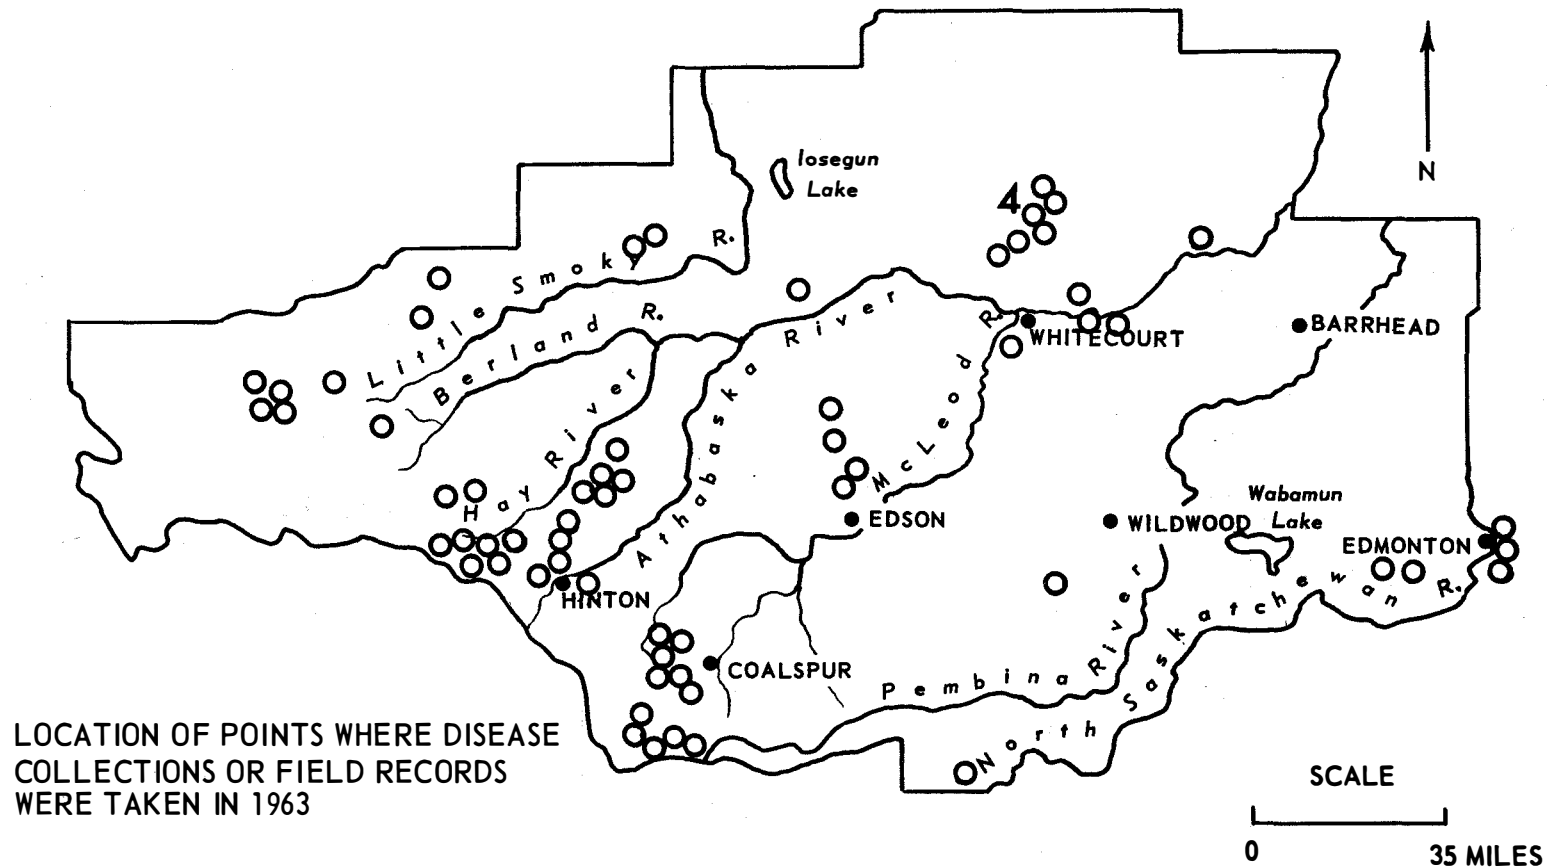 Iosegun
Lake
N
4
Little Smoky R.
Berland R.
Athabaska River
McLeod R.
WHITECOURT
BARRHEAD
Hay River
EDSON
WILDWOOD
Wabamun
Lake
EDMONTON
HINTON
COALSPUR
Pembina River
North Saskatchewan R.
LOCATION OF POINTS WHERE DISEASE
COLLECTIONS OR FIELD RECORDS
WERE TAKEN IN 1963
SCALE
0 35 MILES